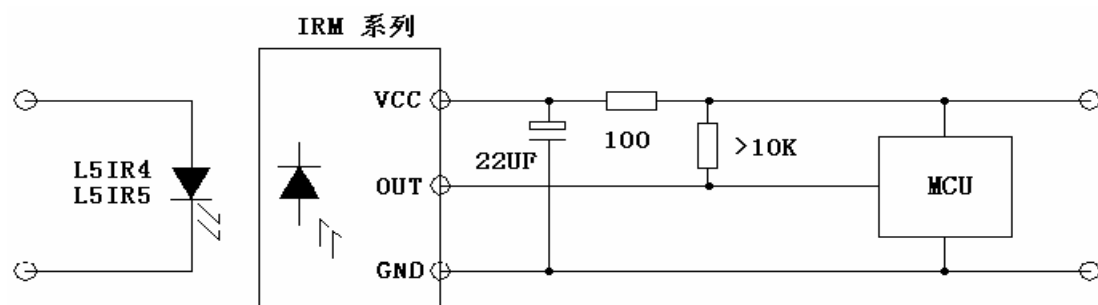 IRM 系列
VCC
100
>10K
22UF
L5IR4
L5IR5
OUT
MCU
GND